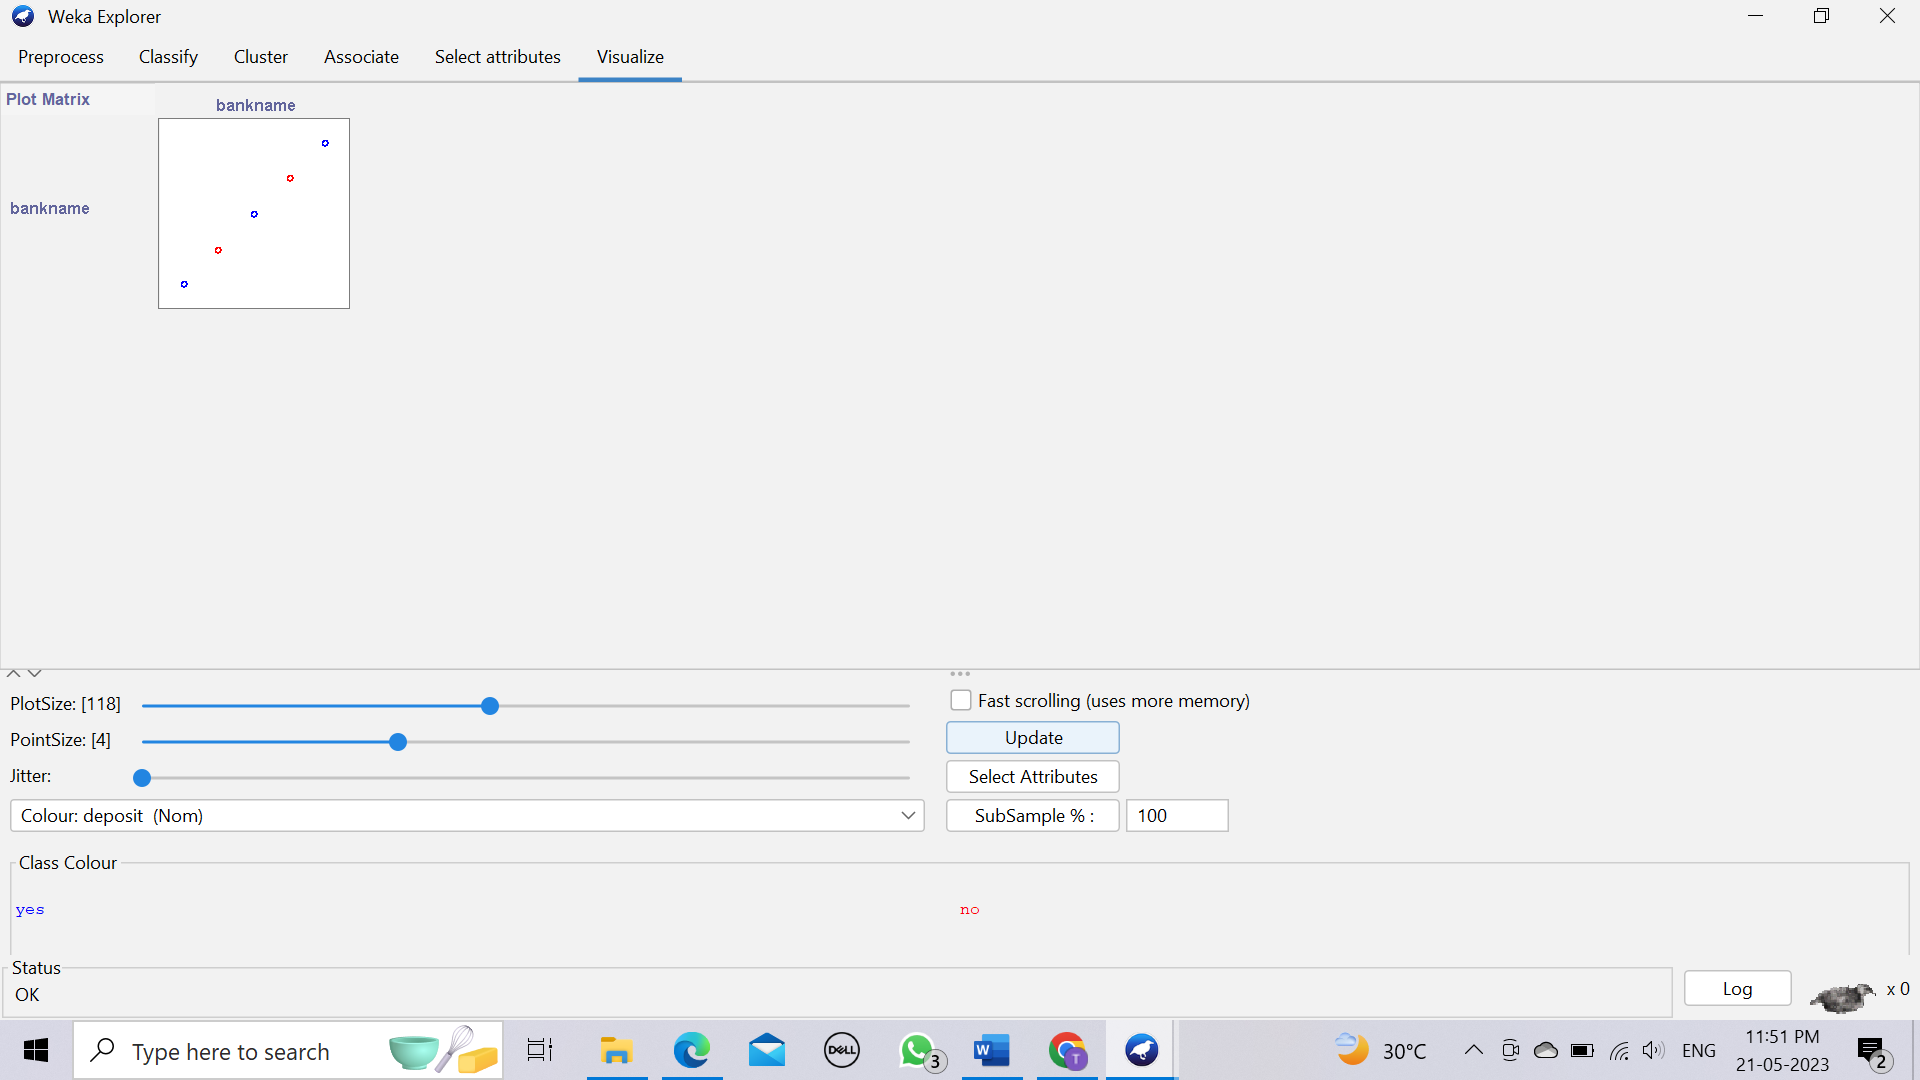 Weka Explorer
Preprocess Classify Cluster Associate Select attributes Visualize
Plot Matrix
bankname
bankname
PlotSize: [118]
Fast scrolling (uses more memory)
PointSize: [4]
Update
Jitter:
Select Attributes
Colour: deposit (Nom)
SubSample % : 100
Class Colour
yes no
Status
OK
Log
x 0
Type here to search
DELL
3
W
T
30°C
ENG
11:51 PM
21-05-2023
2